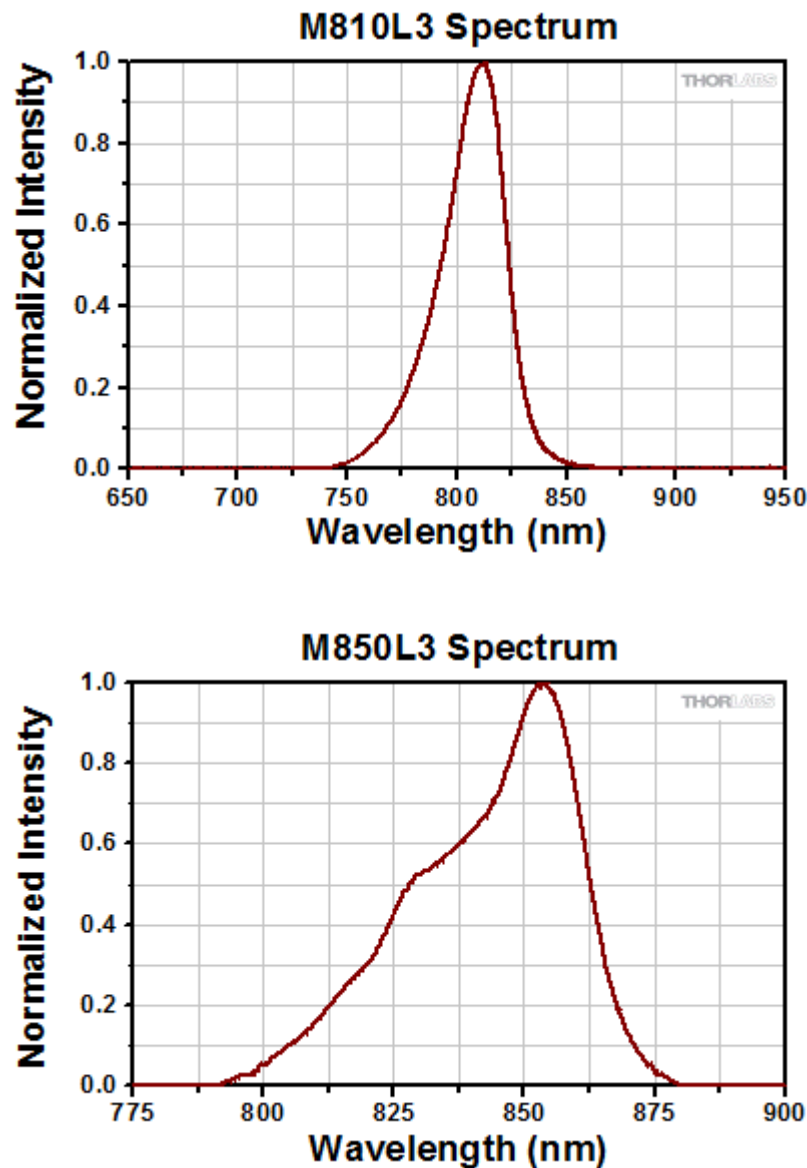 M810L3 Spectrum
THORLABS
Normalized Intensity
1.0
0.8
0.6
0.4
0.2
0.0
650 700 750 800 850 900 950
Wavelength (nm)
M850L3 Spectrum
THORLABS
Normalized Intensity
1.0
0.8
0.6
0.4
0.2
0.0
775 800 825 850 875 900
Wavelength (nm)